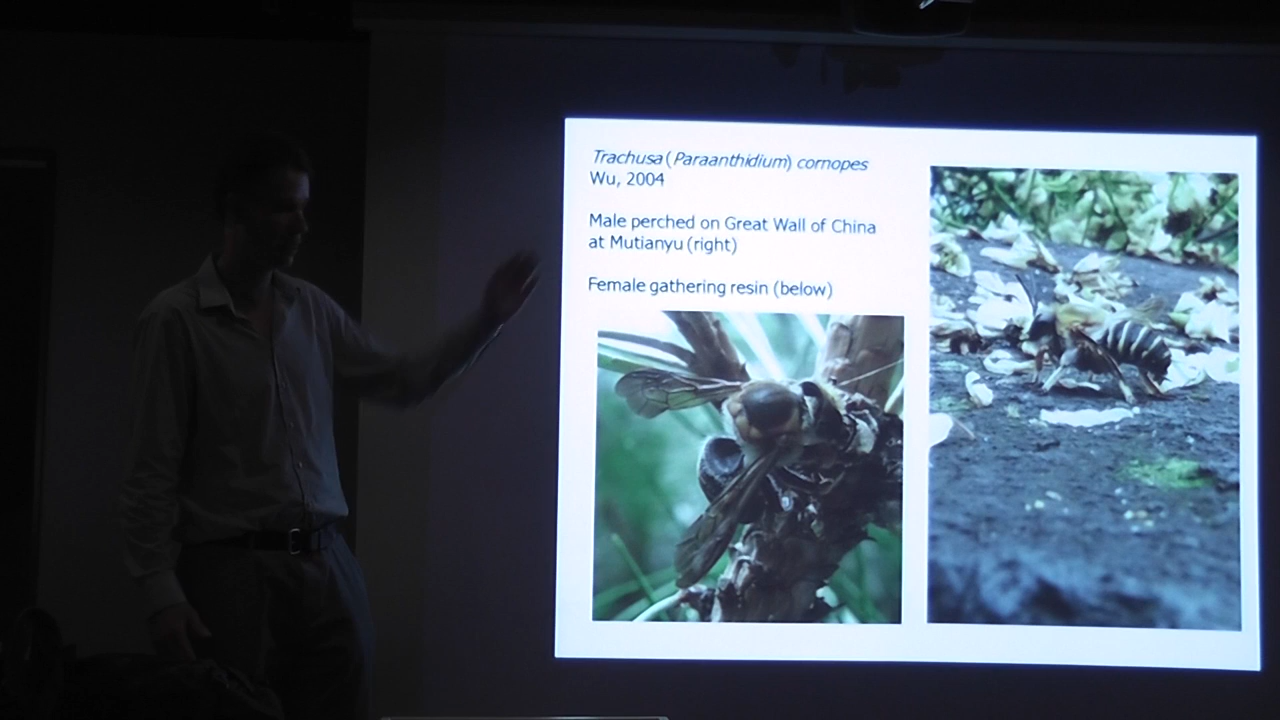 Trachusa (Paraanthidium) cornopes
Wu, 2004
Male perched on Great Wall of China
at Mutianyu (right)
Female gathering resin (below)